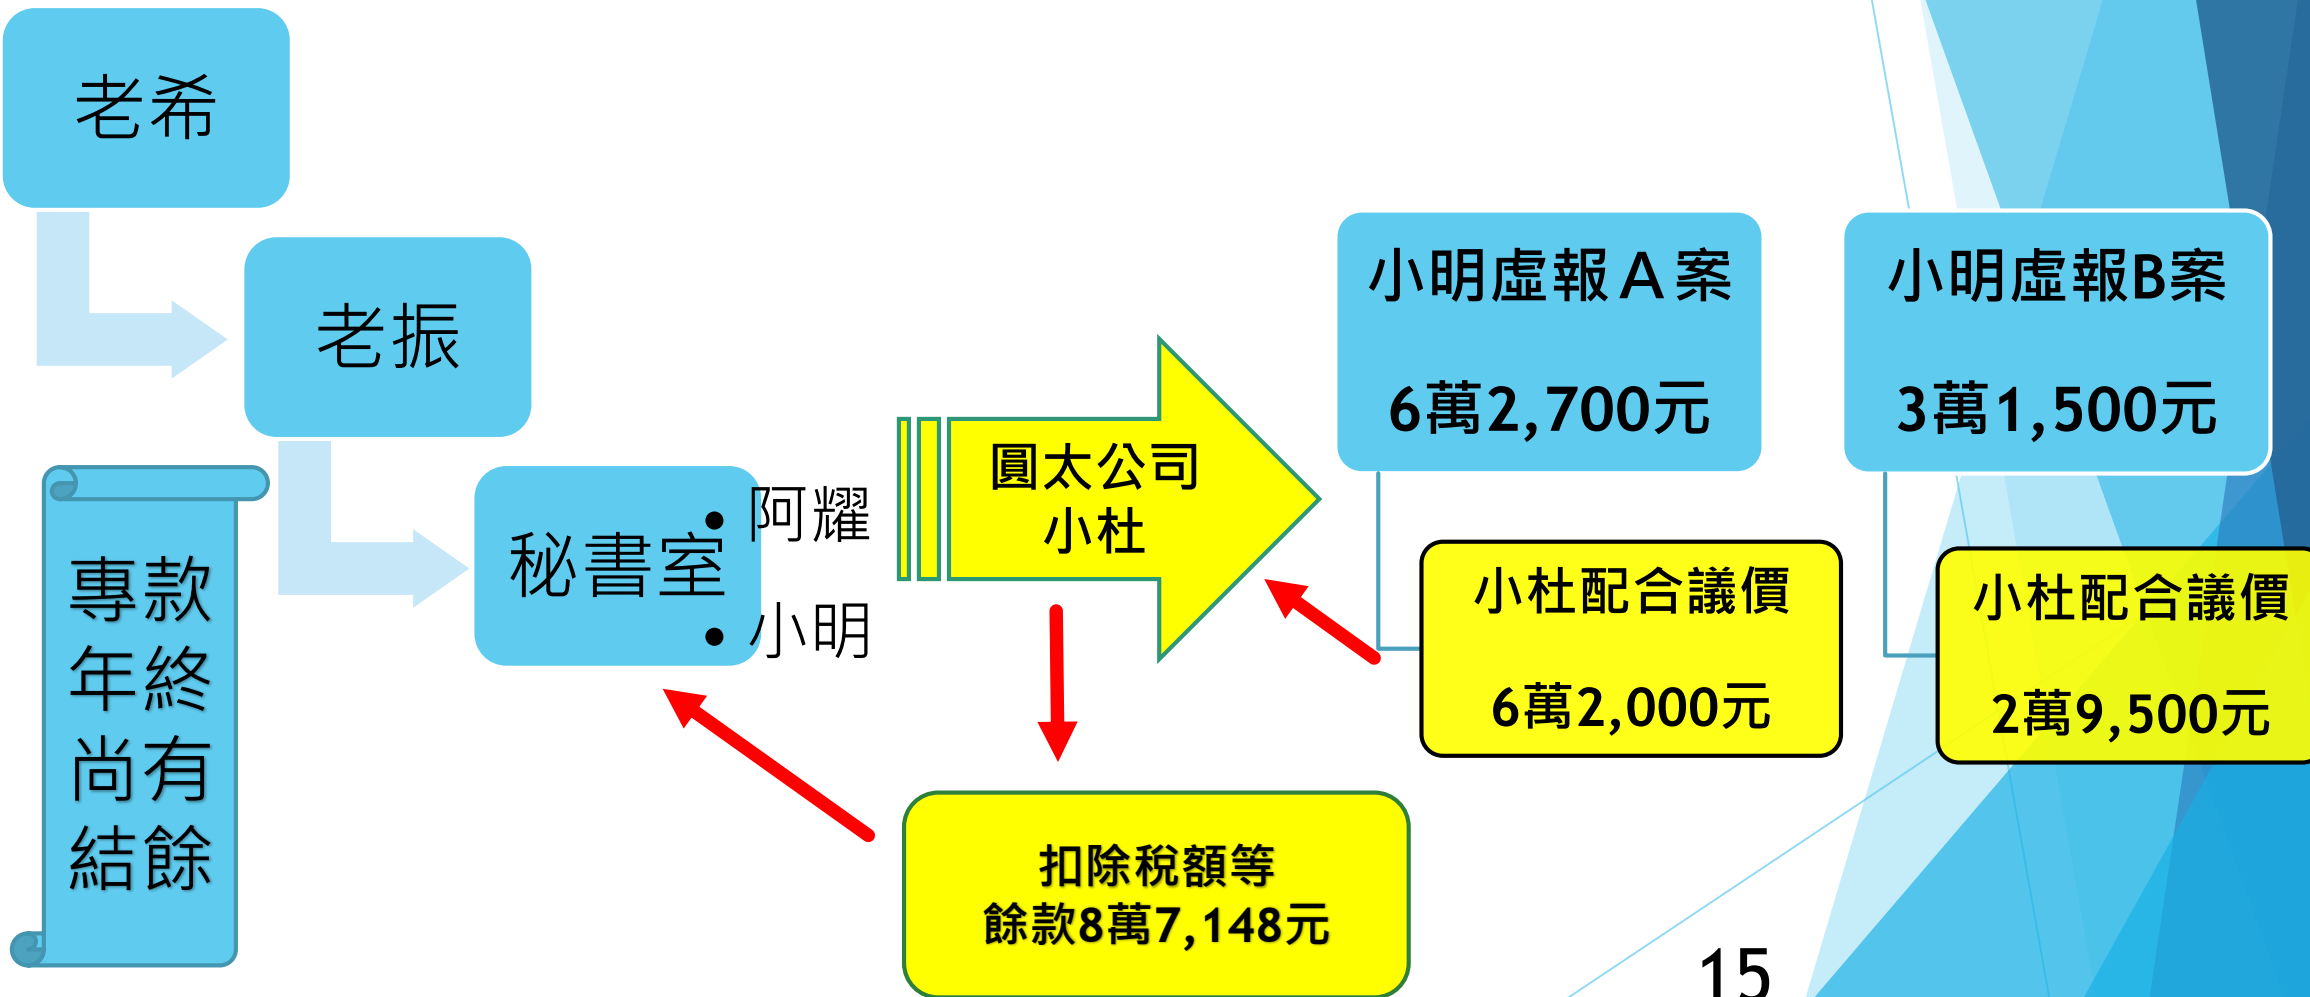 老希
老振
秘書室
• 阿耀
• 小明
專款
年終
尚有
結餘
圓太公司
小杜
小明虛報Ａ案
6萬2,700元
小杜配合議價
6萬2,000元
小明虛報B案
3萬1,500元
小杜配合議價
2萬9,500元
扣除稅額等
餘款8萬7,148元
15